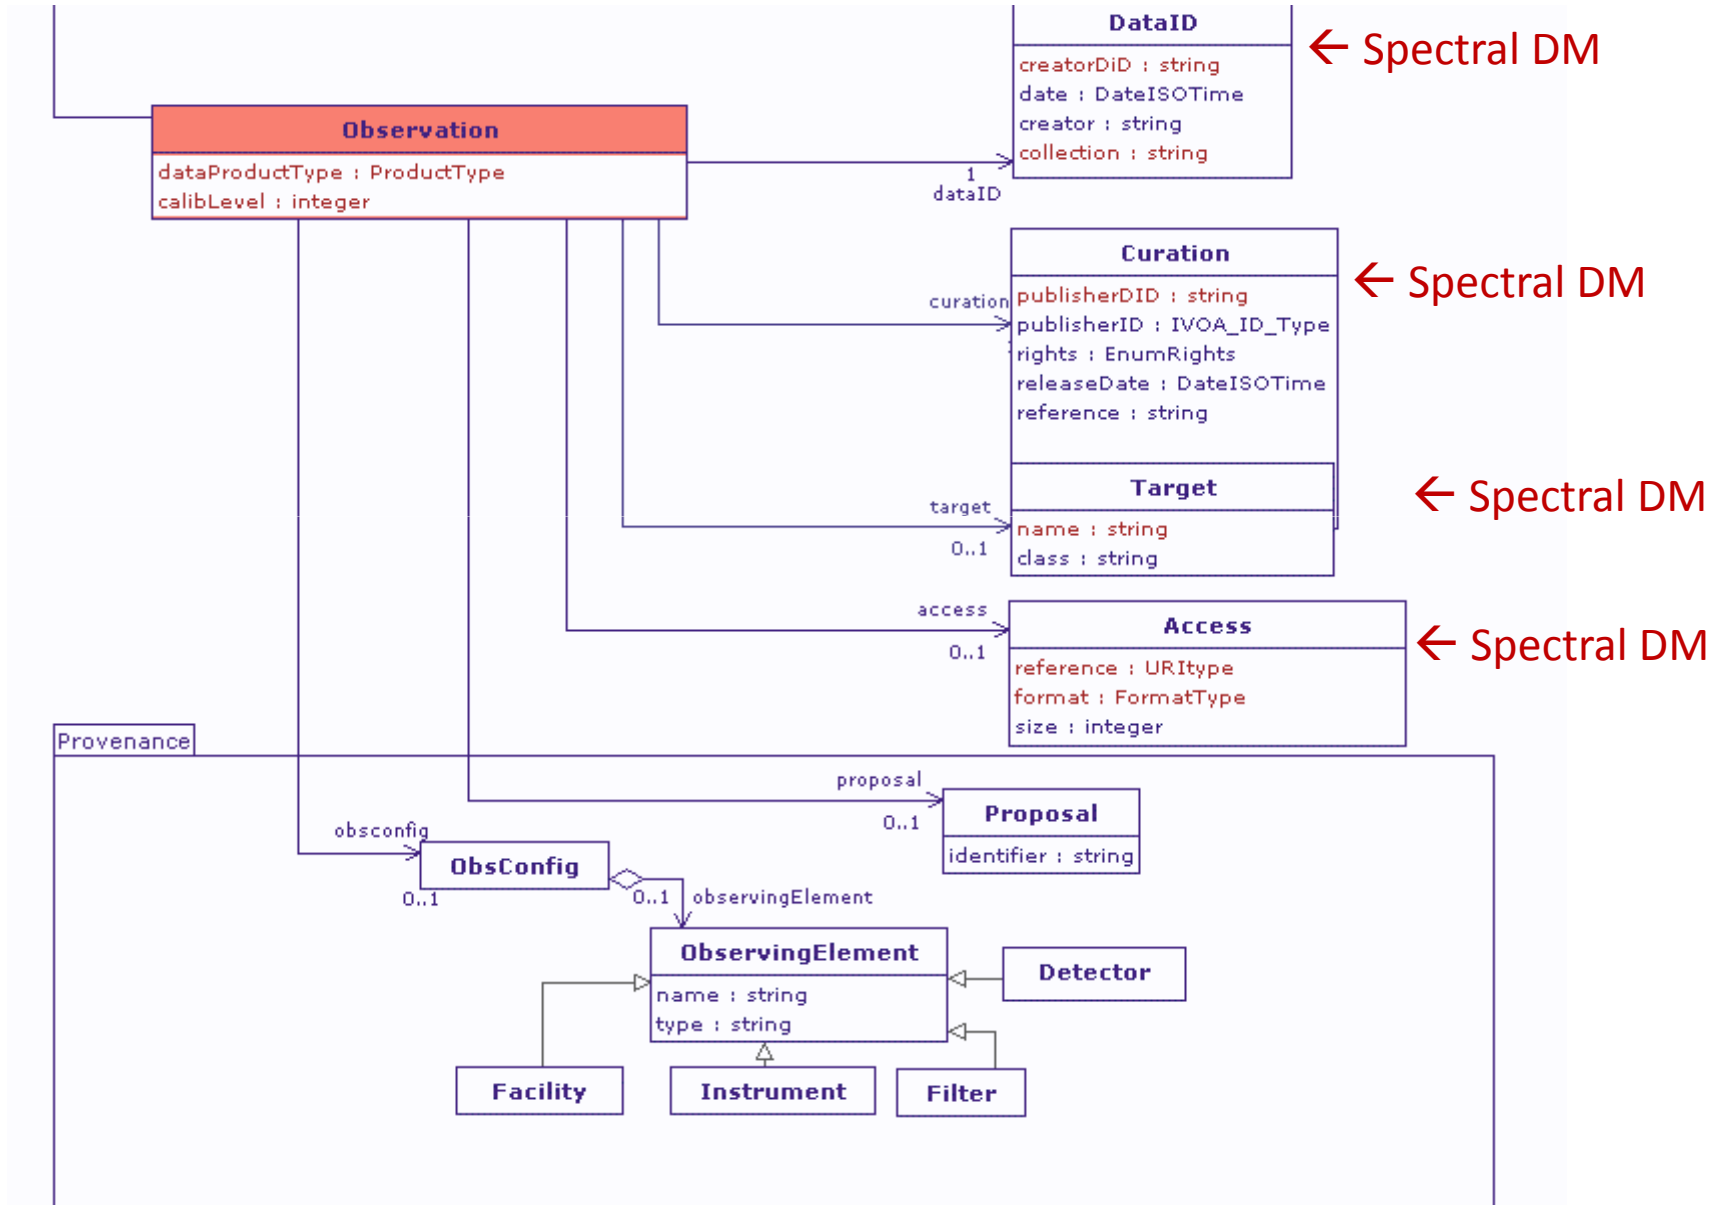 DataID
creatorDiD : string
date : DateISOTime
creator : string
collection : string
← Spectral DM
Observation
dataProductType : ProductType
calibLevel : integer
1
dataID
Curation
publisherDID : string
publisherID : IVOA_ID_Type
rights : EnumRights
releaseDate : DateISOTime
reference : string
← Spectral DM
curation
Target
name : string
class : string
← Spectral DM
target
0..1
Access
reference : URItype
format : FormatType
size : integer
← Spectral DM
access
0..1
Provenance
proposal
0..1
Proposal
identifier : string
obsconfig
0..1
ObsConfig
0..1 observingElement
ObservingElement
name : string
type : string
Detector
Facility
Instrument
Filter